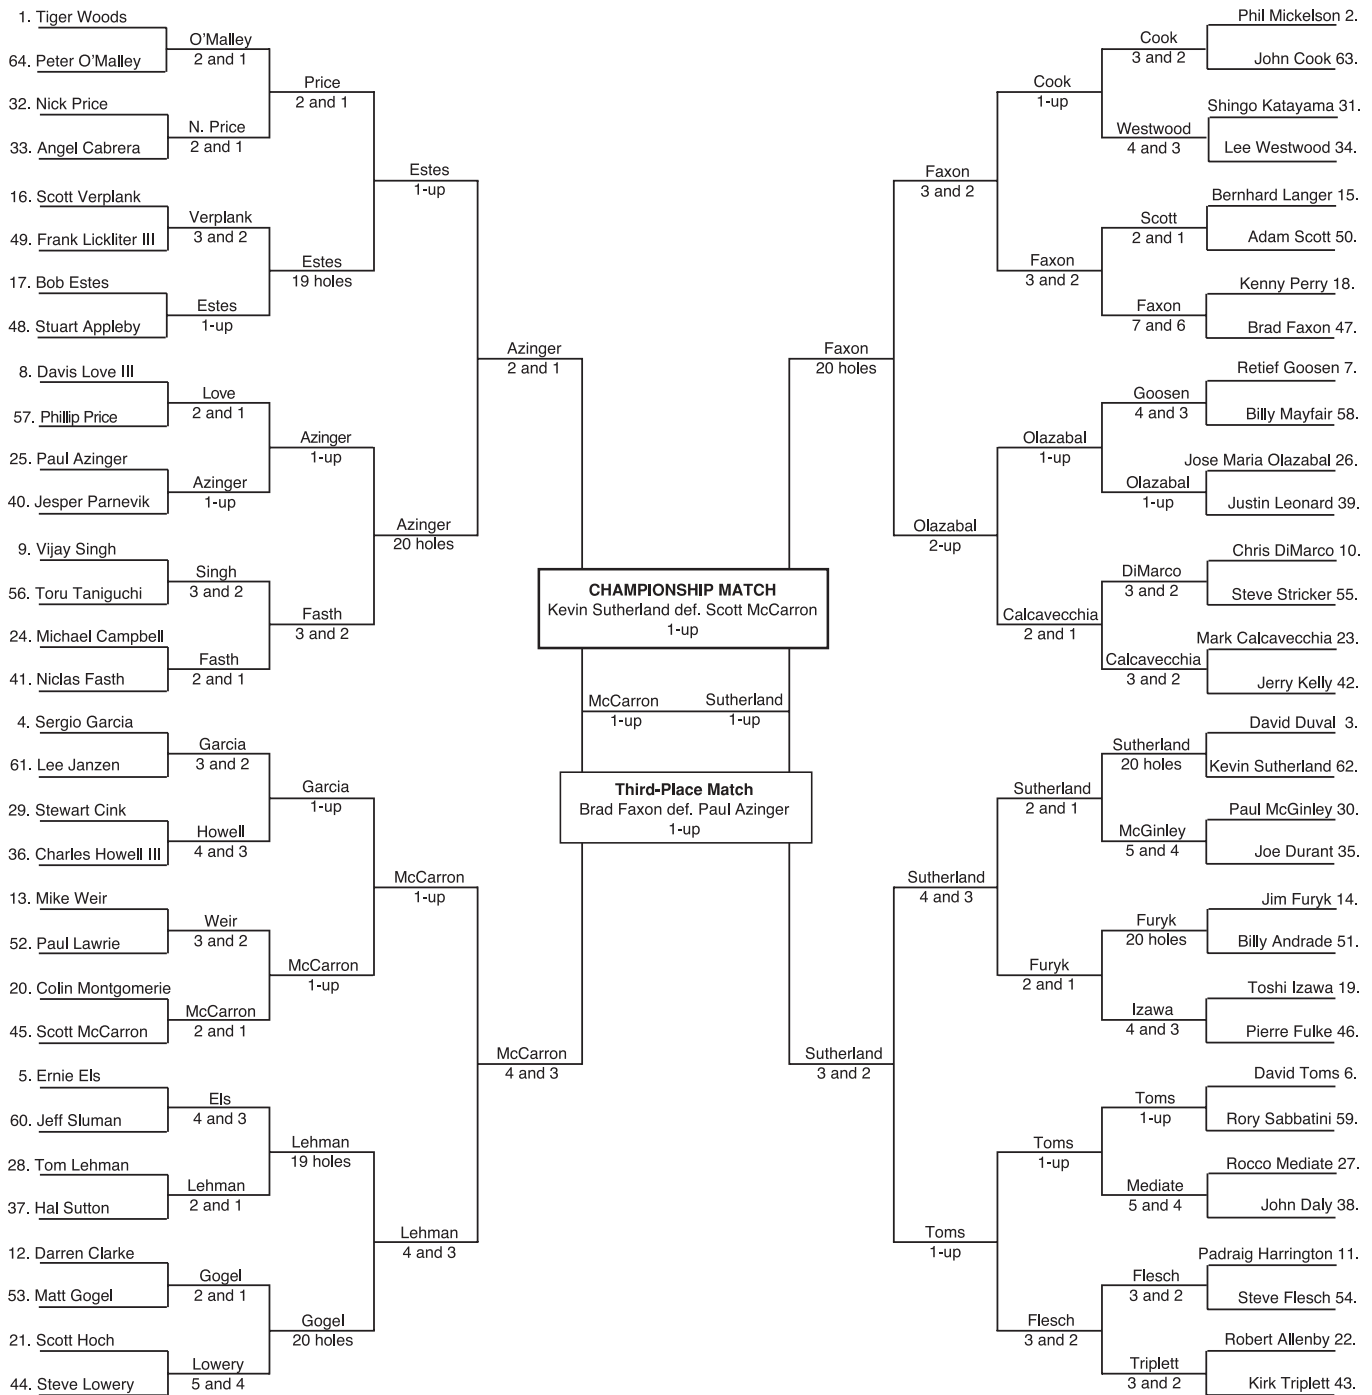 1. Tiger Woods
64. Peter O'Malley
32. Nick Price
33. Angel Cabrera
16. Scott Verplank
49. Frank Lickliter III
17. Bob Estes
48. Stuart Appleby
8. Davis Love III
57. Phillip Price
25. Paul Azinger
40. Jesper Parnevik
9. Vijay Singh
56. Toru Taniguchi
24. Michael Campbell
41. Niclas Fasth
4. Sergio Garcia
61. Lee Janzen
29. Stewart Cink
36. Charles Howell III
13. Mike Weir
52. Paul Lawrie
20. Colin Montgomerie
45. Scott McCarron
5. Ernie Els
60. Jeff Sluman
28. Tom Lehman
37. Hal Sutton
12. Darren Clarke
53. Matt Gogel
21. Scott Hoch
44. Steve Lowery
O'Malley
2 and 1
N. Price
2 and 1
Verplank
3 and 2
Estes
1-up
Love
2 and 1
Azinger
1-up
Singh
3 and 2
Fasth
2 and 1
Garcia
3 and 2
Howell
4 and 3
Weir
3 and 2
McCarron
2 and 1
Els
4 and 3
Lehman
2 and 1
Gogel
2 and 1
Lowery
5 and 4
Price
2 and 1
Estes
19 holes
Azinger
1-up
Fasth
3 and 2
Garcia
1-up
McCarron
1-up
Lehman
19 holes
Gogel
20 holes
Estes
1-up
Azinger
20 holes
McCarron
1-up
Lehman
4 and 3
Azinger
2 and 1
McCarron
4 and 3
CHAMPIONSHIP MATCH
Kevin Sutherland def. Scott McCarron
1-up
McCarron
1-up
Sutherland
1-up
Third-Place Match
Brad Faxon def. Paul Azinger
1-up
Faxon
20 holes
Sutherland
3 and 2
Faxon
3 and 2
Olazabal
2-up
Sutherland
4 and 3
Toms
1-up
Cook
1-up
Faxon
3 and 2
Olazabal
1-up
Calcavecchia
2 and 1
Sutherland
2 and 1
Furyk
2 and 1
Toms
1-up
Flesch
3 and 2
Cook
3 and 2
Westwood
4 and 3
Scott
2 and 1
Faxon
7 and 6
Goosen
4 and 3
Olazabal
1-up
DiMarco
3 and 2
Calcavecchia
3 and 2
Sutherland
20 holes
McGinley
5 and 4
Furyk
20 holes
Izawa
4 and 3
Toms
1-up
Mediate
5 and 4
Flesch
3 and 2
Triplett
3 and 2
Phil Mickelson 2.
John Cook 63.
Shingo Katayama 31.
Lee Westwood 34.
Bernhard Langer 15.
Adam Scott 50.
Kenny Perry 18.
Brad Faxon 47.
Retief Goosen 7.
Billy Mayfair 58.
Jose Maria Olazabal 26.
Justin Leonard 39.
Chris DiMarco 10.
Steve Stricker 55.
Mark Calcavecchia 23.
Jerry Kelly 42.
David Duval 3.
Kevin Sutherland 62.
Paul McGinley 30.
Joe Durant 35.
Jim Furyk 14.
Billy Andrade 51.
Toshi Izawa 19.
Pierre Fulke 46.
David Toms 6.
Rory Sabbatini 59.
Rocco Mediate 27.
John Daly 38.
Padraig Harrington 11.
Steve Flesch 54.
Robert Allenby 22.
Kirk Triplett 43.